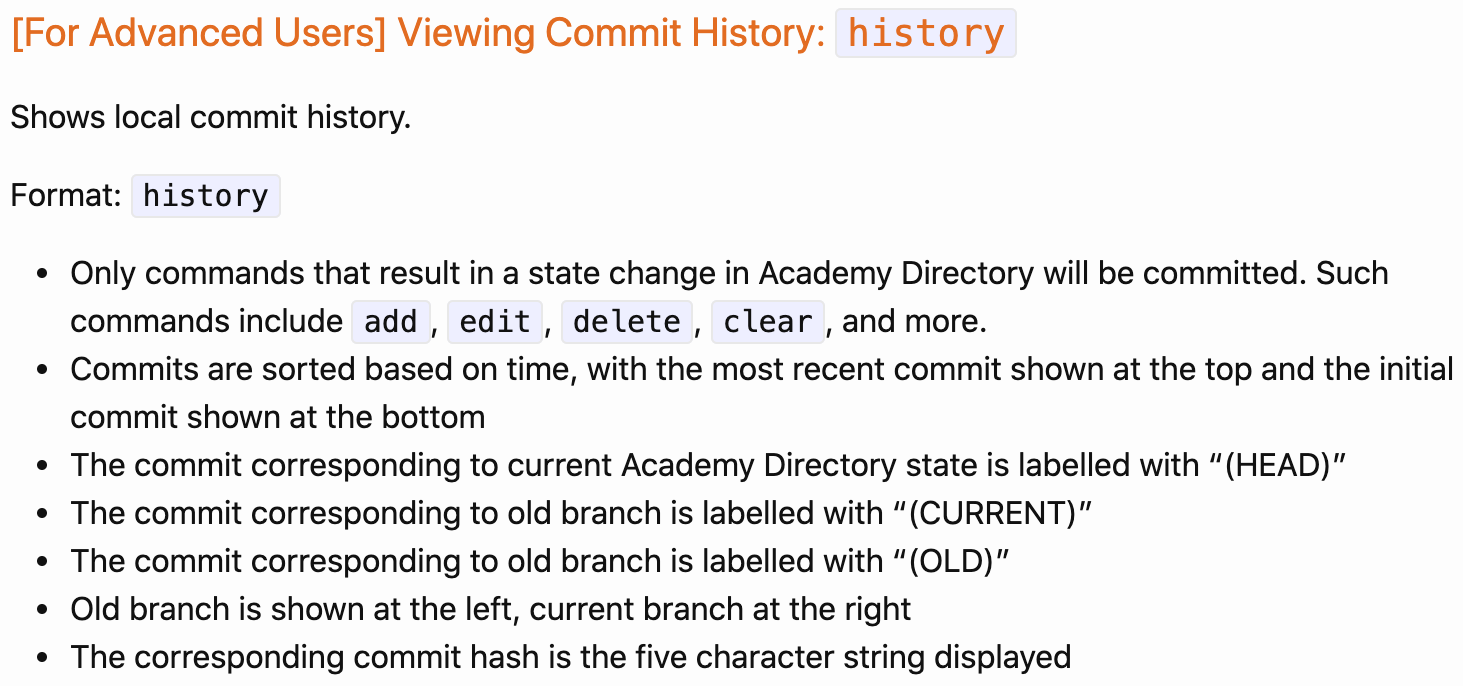 [For Advanced Users] Viewing Commit History: history
Shows local commit history.
Format: history
• Only commands that result in a state change in Academy Directory will be committed. Such
commands include add, edit, delete, clear, and more.
• Commits are sorted based on time, with the most recent commit shown at the top and the initial
commit shown at the bottom
• The commit corresponding to current Academy Directory state is labelled with “(HEAD)”
• The commit corresponding to old branch is labelled with “(CURRENT)”
• The commit corresponding to old branch is labelled with “(OLD)”
• Old branch is shown at the left, current branch at the right
• The corresponding commit hash is the five character string displayed